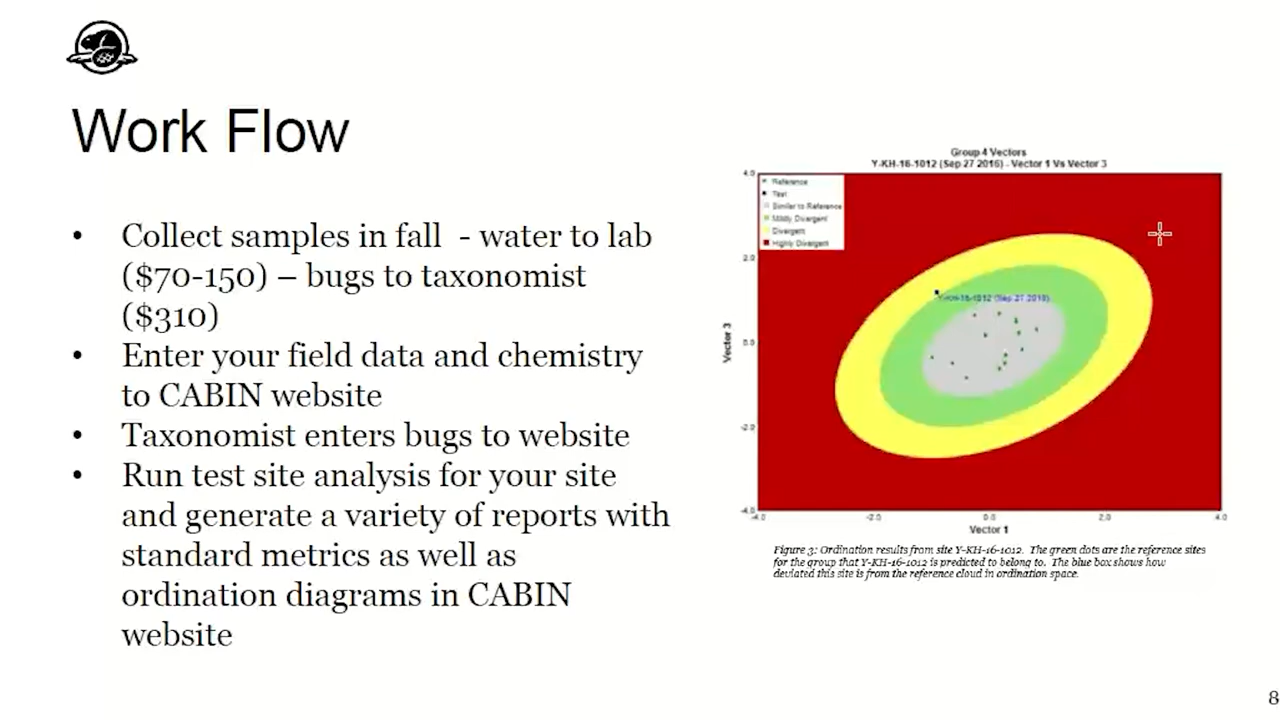 Work Flow
• Collect samples in fall - water to lab
($70-150) – bugs to taxonomist
($310)
• Enter your field data and chemistry
to CABIN website
• Taxonomist enters bugs to website
• Run test site analysis for your site
and generate a variety of reports with
standard metrics as well as
ordination diagrams in CABIN
website
Group 4 Vectors
Y-KH-16-1012 (Sep 27 2016) - Vector 1 Vs Vector 3
Reference
Test
Similar to Reference
Mildly Divergent
Divergent
Highly Divergent
4.0
2.0
0.0
-2.0
-4.0
Vector 3
Y-KH-16-1012 (Sep 27 2016)
-4.0 -2.0 0.0 2.0 4.0
Vector 1
Figure 3: Ordination results from site Y-KH-16-1012. The green dots are the reference sites
for the group that Y-KH-16-1012 is predicted to belong to. The blue box shows how
deviated this site is from the reference cloud in ordination space.
8